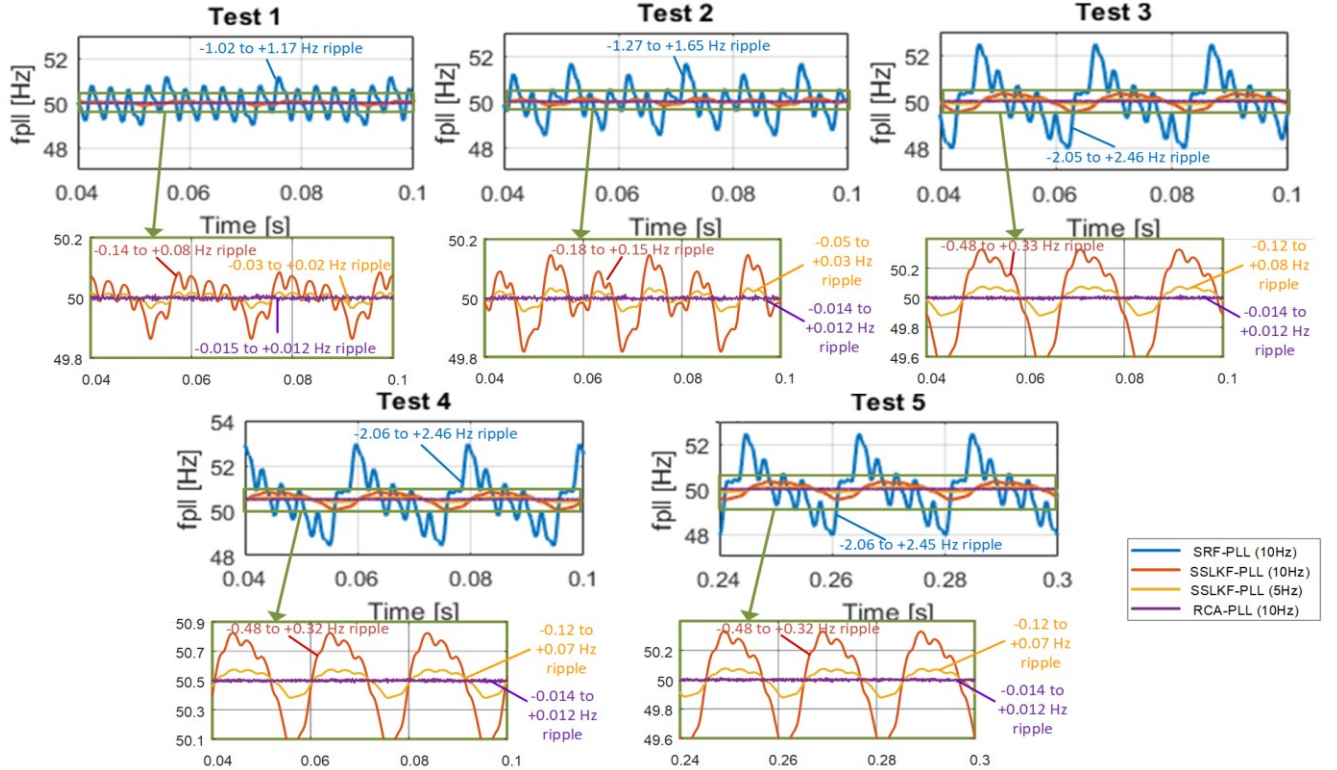 Test 1
Test 2
Test 3
-1.02 to +1.17 Hz ripple
-1.27 to +1.65 Hz ripple
fpll [Hz]
52
50
48
fpll [Hz]
52
50
48
fpll [Hz]
52
50
48
-2.05 to +2.46 Hz ripple
0.04
0.06
0.08
0.1
0.04
0.06
0.08
0.1
0.04
0.06
0.08
0.1
Time [s]
Time [s]
Time [s]
50.2
50
49.8
-0.14 to +0.08 Hz ripple
-0.03 to +0.02 Hz ripple
-0.015 to +0.012 Hz ripple
0.04
0.06
0.08
0.1
50.2
50
49.8
-0.18 to +0.15 Hz ripple
-0.05 to
+0.03 Hz
ripple
-0.014 to
+0.012 Hz
ripple
0.04
0.06
0.08
0.1
50.2
50
49.8
49.6
-0.48 to +0.33 Hz ripple
-0.12 to
+0.08 Hz
ripple
-0.014 to
+0.012 Hz
ripple
0.04
0.06
0.08
0.1
Test 4
Test 5
fpll [Hz]
54
52
50
48
-2.06 to +2.46 Hz ripple
0.04
0.06
0.08
0.1
Time [s]
fpll [Hz]
52
50
48
-2.06 to +2.45 Hz ripple
0.24
0.26
0.28
0.3
Time [s]
SRF-PLL (10Hz)
SSLKF-PLL (10Hz)
SSLKF-PLL (5Hz)
RCA-PLL (10Hz)
50.9
50.7
50.5
50.3
50.1
-0.48 to +0.32 Hz ripple
-0.12 to
+0.07 Hz
ripple
-0.014 to
+0.012 Hz
ripple
0.04
0.06
0.08
0.1
50.2
50
49.8
49.6
-0.48 to +0.32 Hz ripple
-0.12 to
+0.07 Hz
ripple
-0.014 to
+0.012 Hz
ripple
0.24
0.26
0.28
0.3